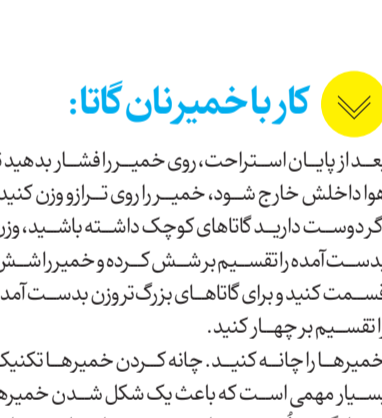 کار با خمیر نان گاتا:
بعد از پایان استراحت، روی خمیر را فشار بدهید
هوا داخلش خارج شود، خمیر را روی ترازو وزن کنید
اگر دوست دارید گاتاهای کوچک داشته باشید، وزن
بدست آمده را تقسیم بر شش کرده و خمیر را شش
قسمت کنید و برای گاتاهای بزرگ‌تر وزن بدست آمد
را تقسیم بر چهار کنید.
خمیرها را چانه کنید. چانه کردن خمیرها تکنیک
بسیار مهمی است که باعث یک شکل شدن خمیرها